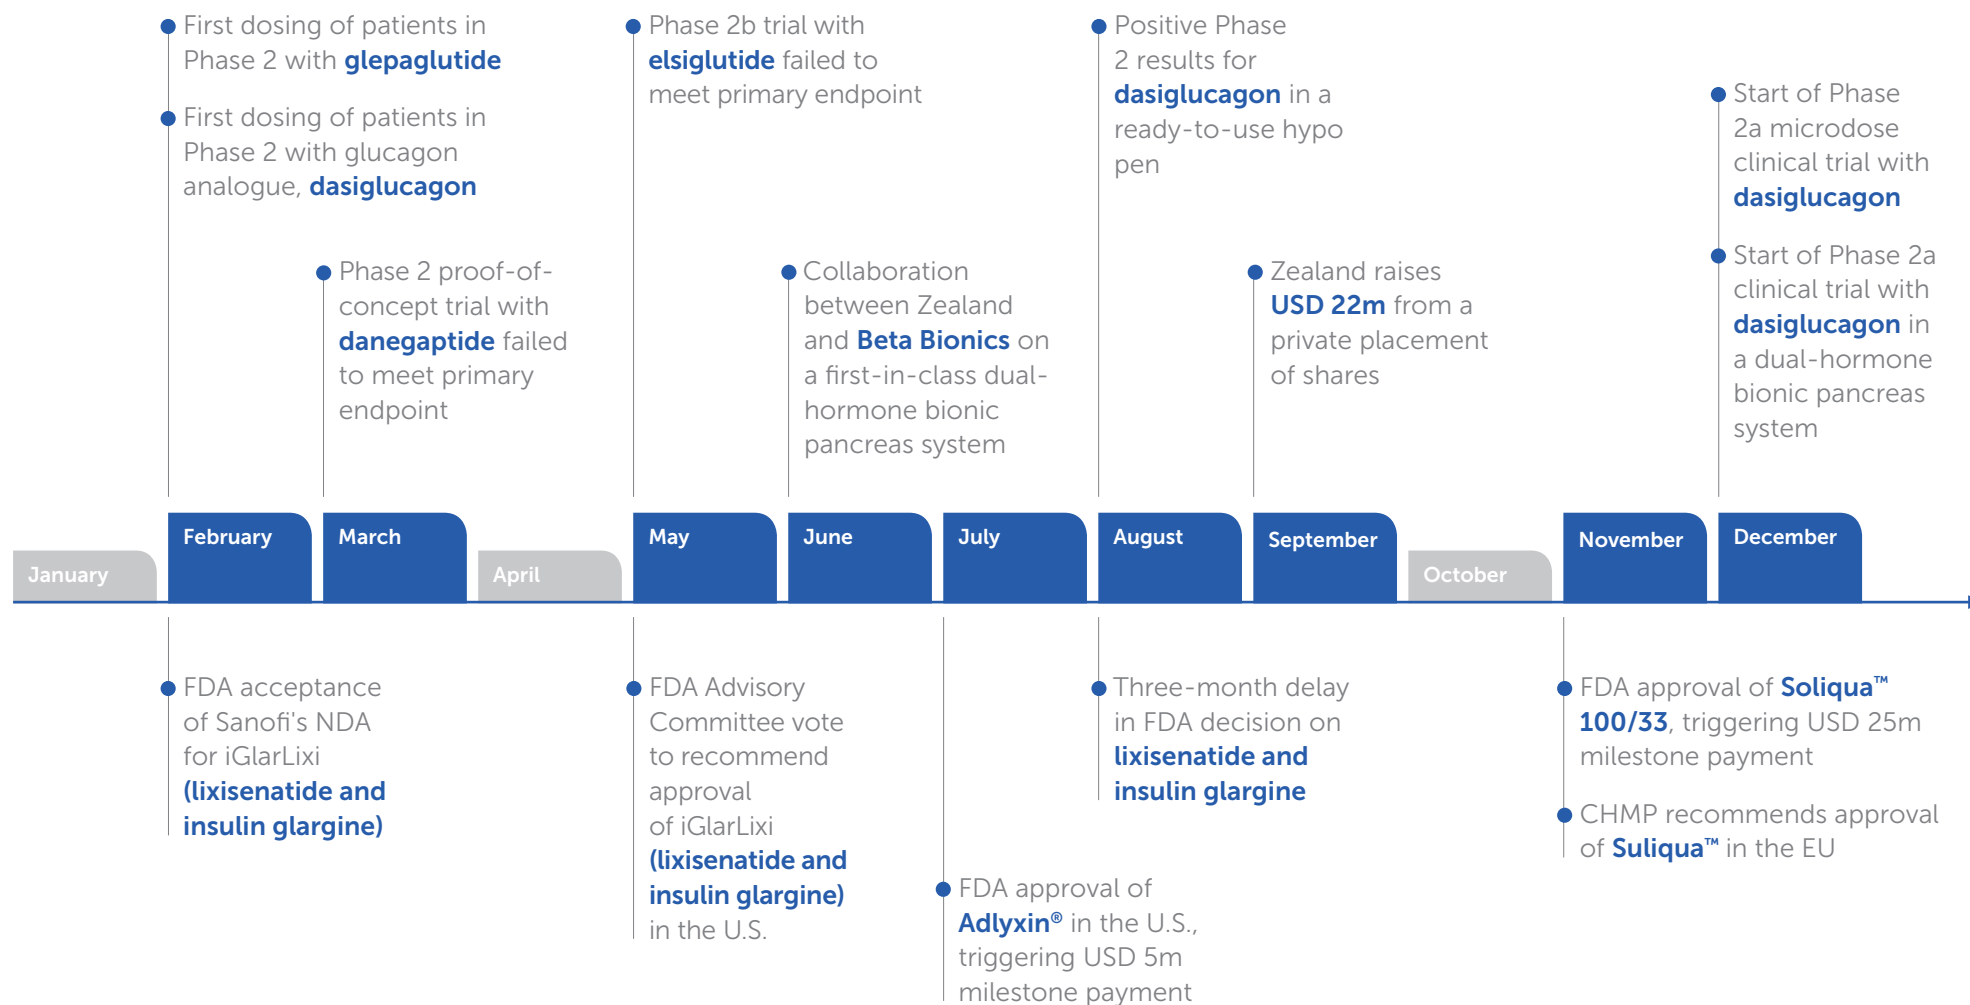 First dosing of patients in
Phase 2 with glepaglutide
First dosing of patients in
Phase 2 with glucagon
analogue, dasiglucagon
Phase 2 proof-of-
concept trial with
danegaptide failed
to meet primary
endpoint
Phase 2b trial with
elsiglutide failed to
meet primary endpoint
Collaboration
between Zealand
and Beta Bionics on
a first-in-class dual-
hormone bionic
pancreas system
Positive Phase
2 results for
dasiglucagon in a
ready-to-use hypo
pen
Zealand raises
USD 22m from a
private placement
of shares
Start of Phase
2a microdose
clinical trial with
dasiglucagon
Start of Phase 2a
clinical trial with
dasiglucagon in
a dual-hormone
bionic pancreas
system
January
February
March
April
May
June
July
August
September
October
November
December
FDA acceptance
of Sanofi's NDA
for iGlarLixi
(lixisenatide and
insulin glargine)
FDA Advisory
Committee vote
to recommend
approval
of iGlarLixi
(lixisenatide and
insulin glargine)
in the U.S.
FDA approval of
Adlyxin® in the U.S.,
triggering USD 5m
milestone payment
Three-month delay
in FDA decision on
lixisenatide and
insulin glargine
FDA approval of Soliqua™
100/33, triggering USD 25m
milestone payment
CHMP recommends approval
of Suliqua™ in the EU